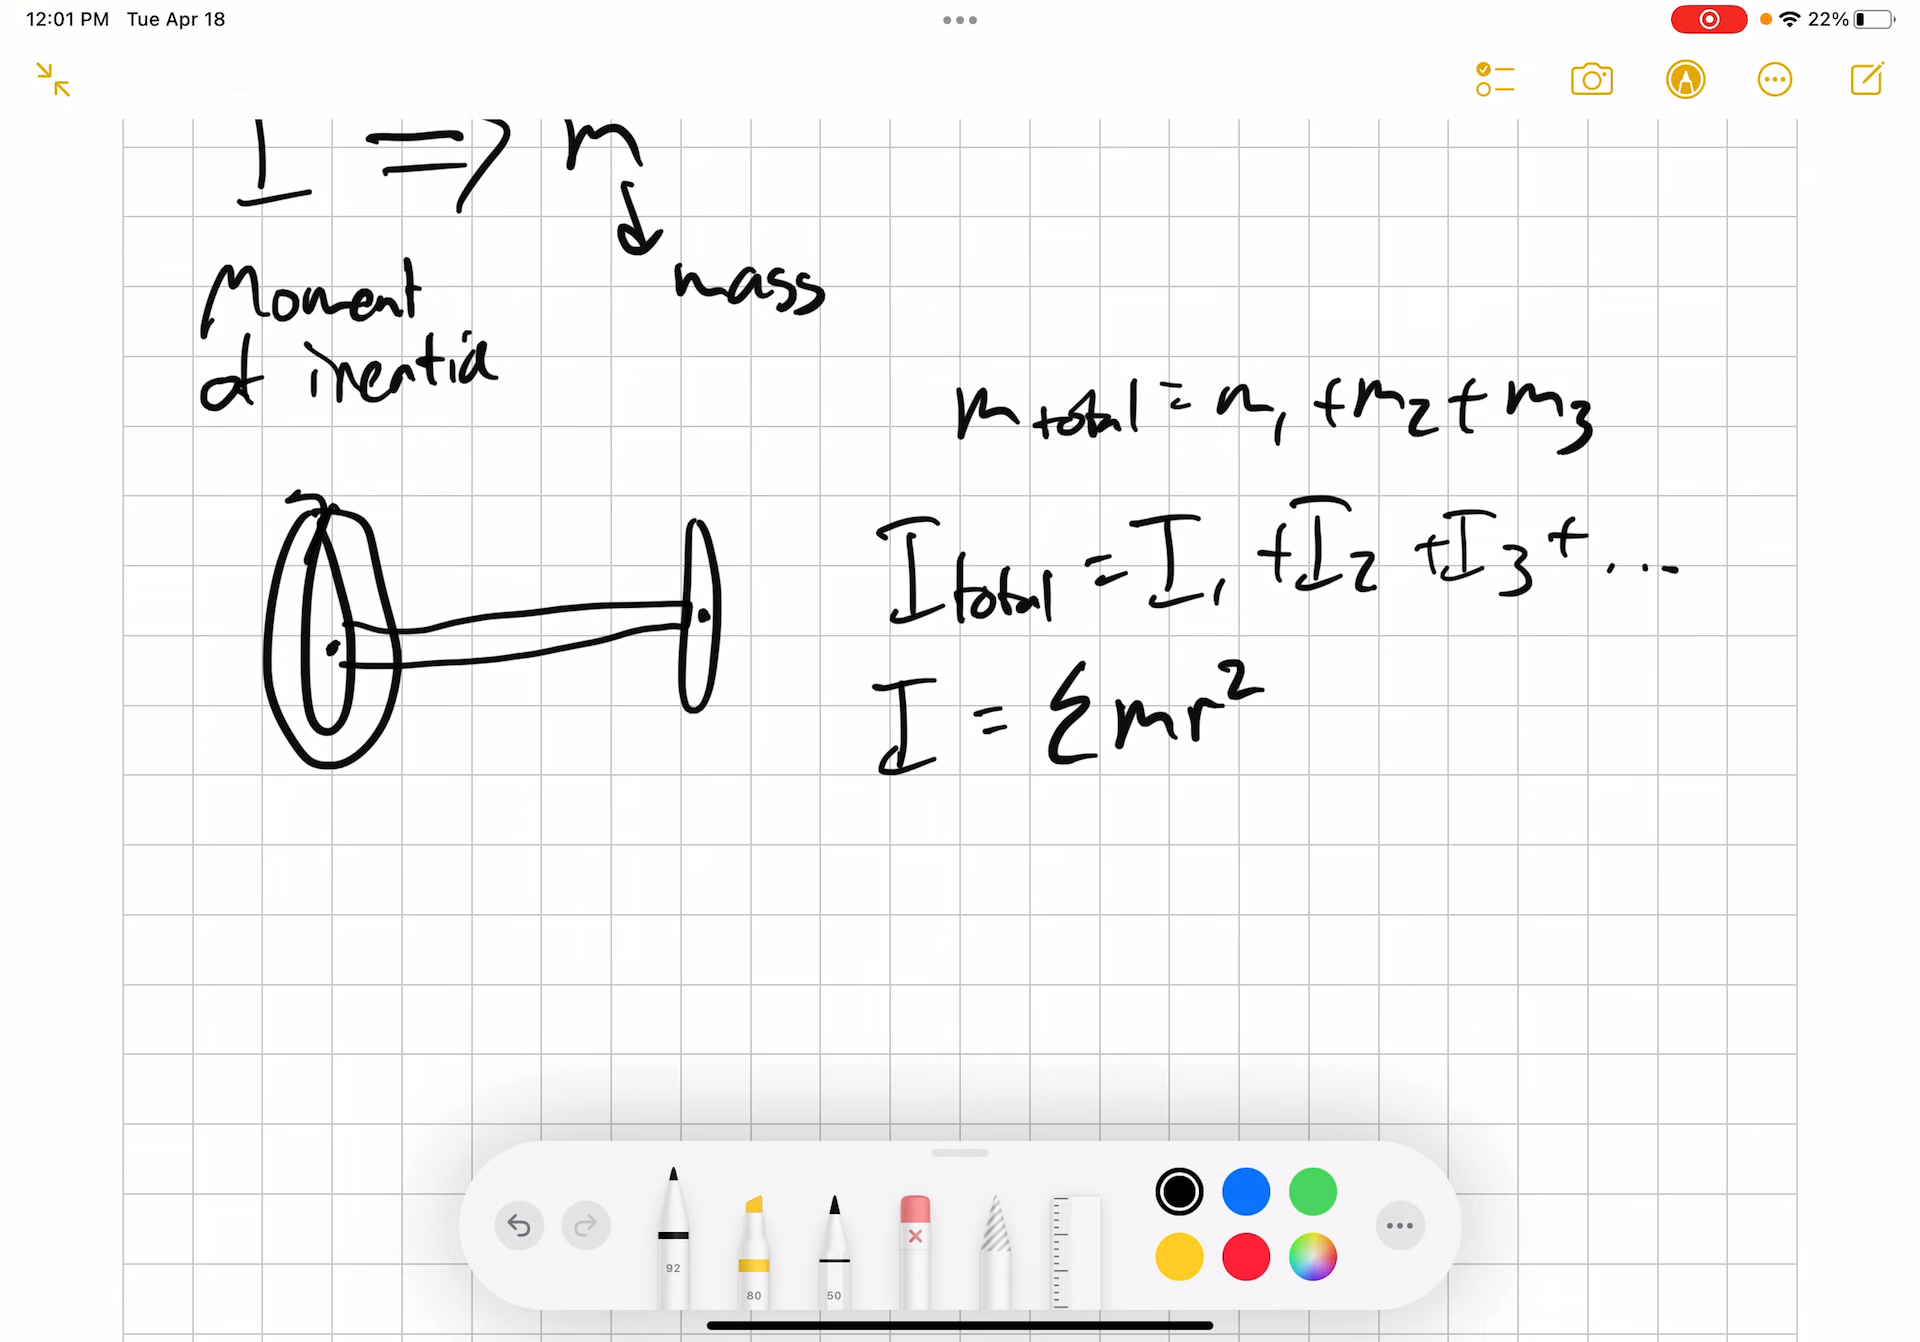 12:01 PM Tue Apr 18
22%
I ⇒ m
mass
Moment
of inertia
m total = m1 + m2 + m3
I total = I1 + I2 + I3 + ...
I = Σ mr²
92
80
50